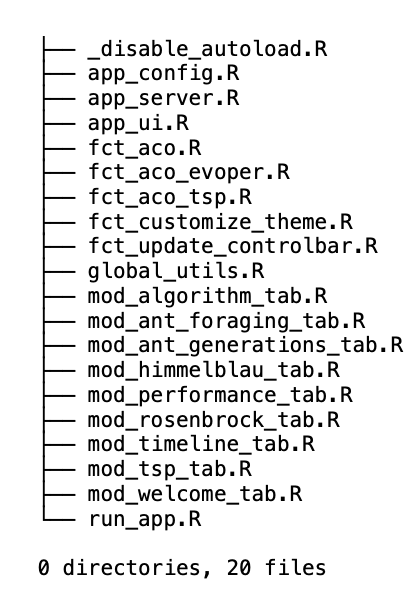 ├── _disable_autoload.R
├── app_config.R
├── app_server.R
├── app_ui.R
├── fct_aco.R
├── fct_aco_evoper.R
├── fct_aco_tsp.R
├── fct_customize_theme.R
├── fct_update_controlbar.R
├── global_utils.R
├── mod_algorithm_tab.R
├── mod_ant_foraging_tab.R
├── mod_ant_generations_tab.R
├── mod_himmelblau_tab.R
├── mod_performance_tab.R
├── mod_rosenbrock_tab.R
├── mod_timeline_tab.R
├── mod_tsp_tab.R
├── mod_welcome_tab.R
└── run_app.R
0 directories, 20 files